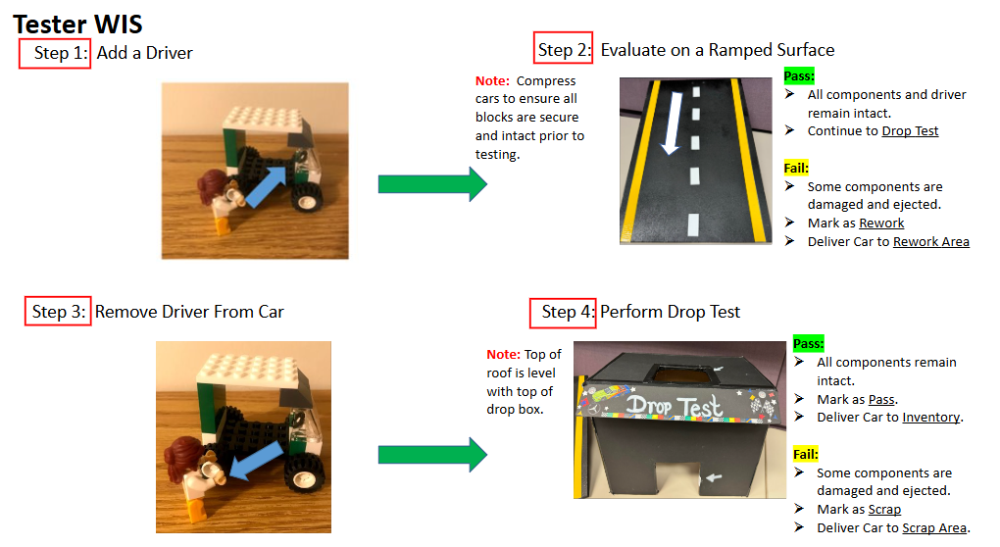 Tester WIS
Step 1: Add a Driver
Step 2: Evaluate on a Ramped Surface
Note: Compress
cars to ensure all
blocks are secure
and intact prior to
testing.
Pass:
➢ All components and driver
remain intact.
➢ Continue to Drop Test
Fail:
➢ Some components are
damaged and ejected.
➢ Mark as Rework
➢ Deliver Car to Rework Area
Step 3: Remove Driver From Car
Step 4: Perform Drop Test
Note: Top of
roof is level
with top of
drop box.
Drop Test
Pass:
➢ All components remain
intact.
➢ Mark as Pass.
➢ Deliver Car to Inventory.
Fail:
➢ Some components are
damaged and ejected.
➢ Mark as Scrap
➢ Deliver Car to Scrap Area.